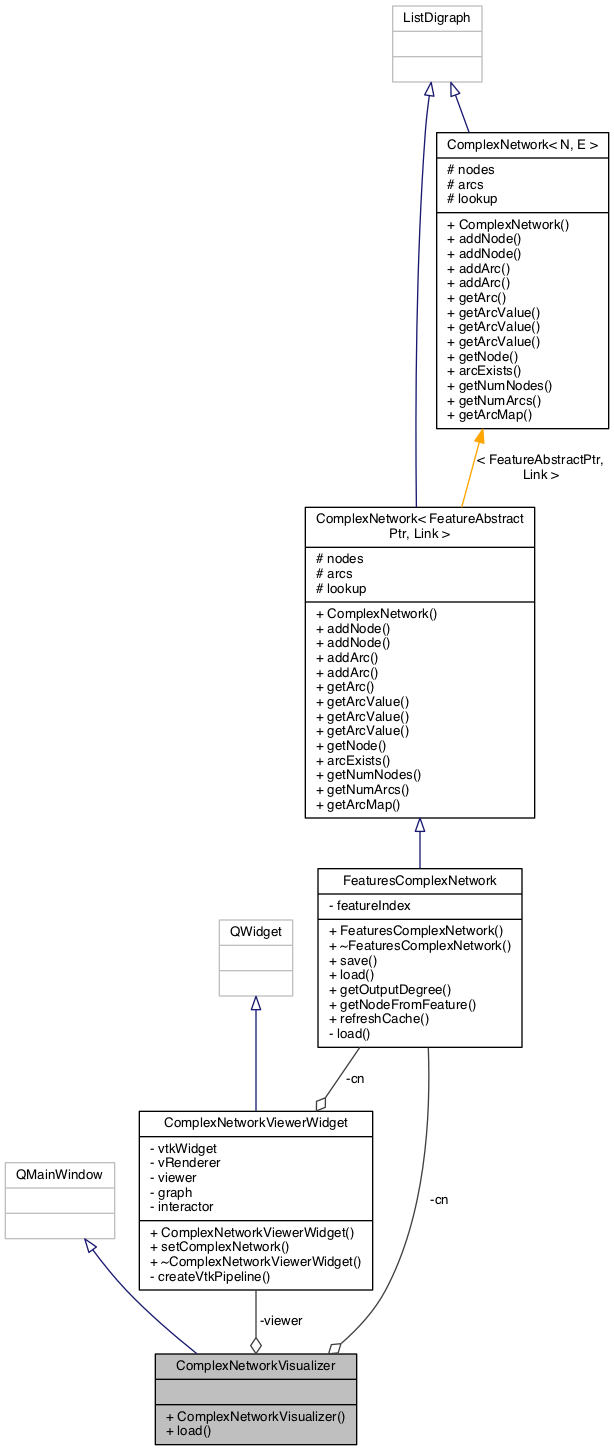 ListDigraph
ComplexNetwork< N, E >
# nodes
# arcs
# lookup
+ ComplexNetwork()
+ addNode()
+ addNode()
+ addArc()
+ addArc()
+ getArc()
+ getArcValue()
+ getArcValue()
+ getArcValue()
+ getNode()
+ arcExists()
+ getNumNodes()
+ getNumArcs()
+ getArcMap()
< FeatureAbstractPtr,
Link >
ComplexNetwork< FeatureAbstract
Ptr, Link >
# nodes
# arcs
# lookup
+ ComplexNetwork()
+ addNode()
+ addNode()
+ addArc()
+ addArc()
+ getArc()
+ getArcValue()
+ getArcValue()
+ getArcValue()
+ getNode()
+ arcExists()
+ getNumNodes()
+ getNumArcs()
+ getArcMap()
FeaturesComplexNetwork
- featureIndex
+ FeaturesComplexNetwork()
+ ~FeaturesComplexNetwork()
+ save()
+ load()
+ getOutputDegree()
+ getNodeFromFeature()
+ refreshCache()
- load()
QWidget
-cn
ComplexNetworkViewerWidget
- vtkWidget
- vRenderer
- viewer
- graph
- interactor
+ ComplexNetworkViewerWidget()
+ setComplexNetwork()
+ ~ComplexNetworkViewerWidget()
- createVtkPipeline()
QMainWindow
-cn
-viewer
ComplexNetworkVisualizer
+ ComplexNetworkVisualizer()
+ load()